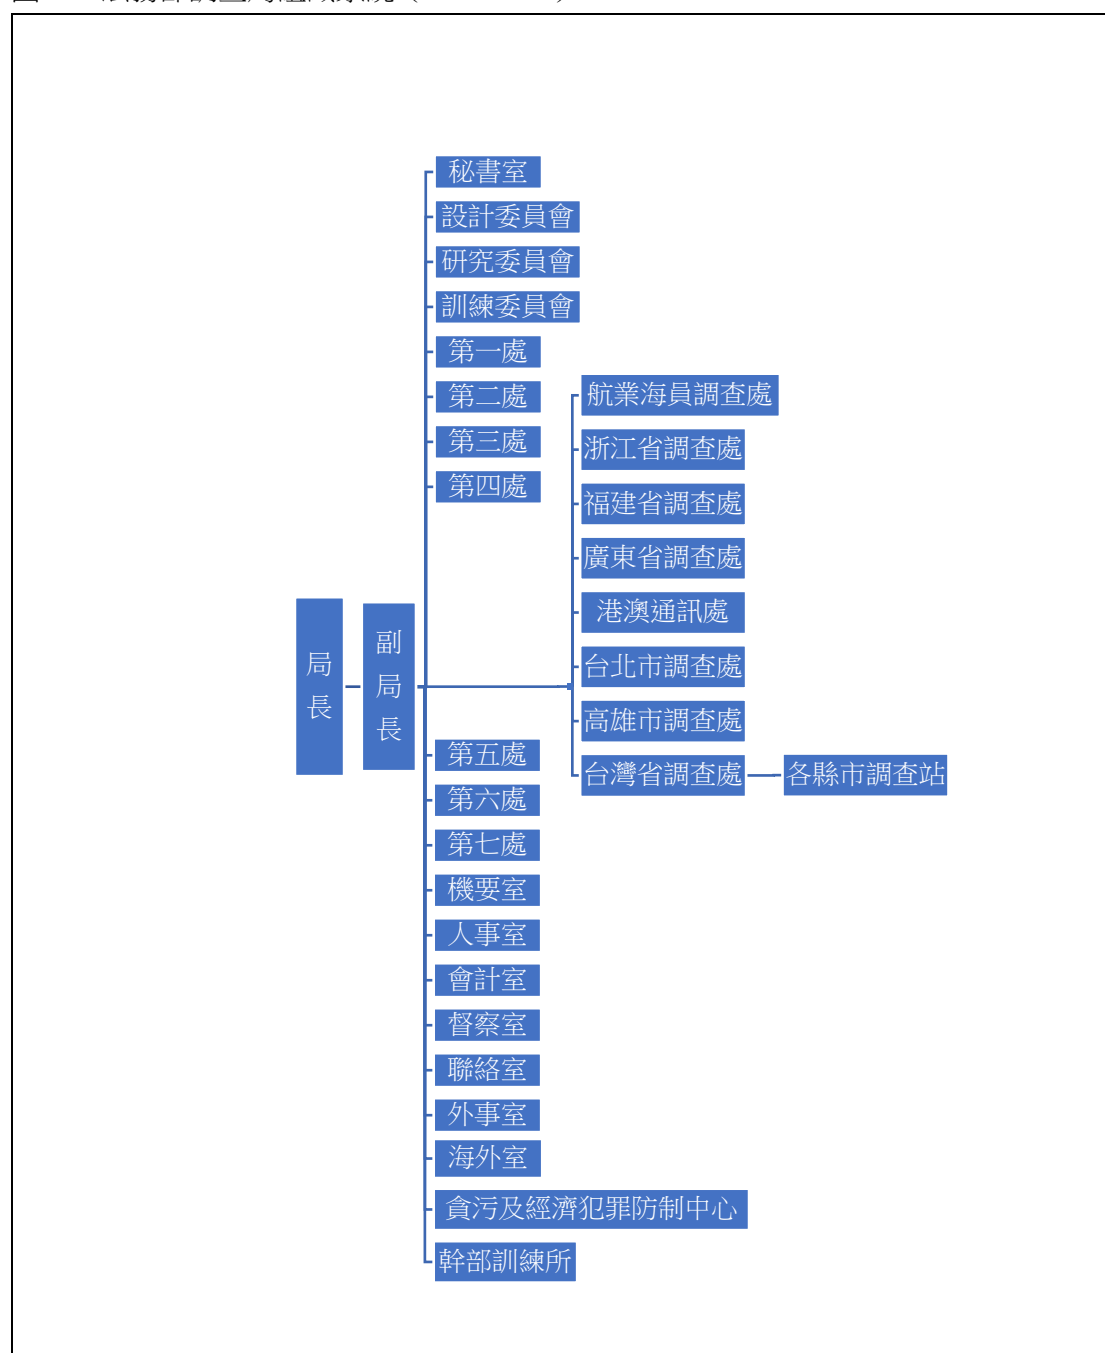 秘書室
設計委員會
研究委員會
訓練委員會
第一處
第二處
第三處
第四處
航業海員調查處
浙江省調查處
福建省調查處
廣東省調查處
港澳通訊處
台北市調查處
高雄市調查處
台灣省調查處
各縣市調查站
局長
副局長
第五處
第六處
第七處
機要室
人事室
會計室
督察室
聯絡室
外事室
海外室
貪污及經濟犯罪防制中心
幹部訓練所